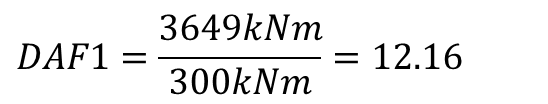 DAF1 = 3649kNm / 300kNm = 12.16